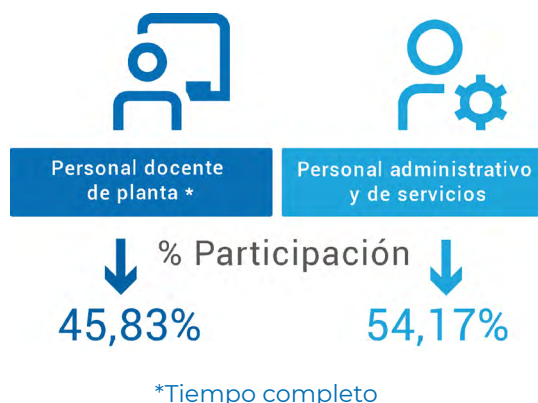 Personal docente
de planta *
Personal administrativo
y de servicios
% Participación
45,83%
54,17%
*Tiempo completo